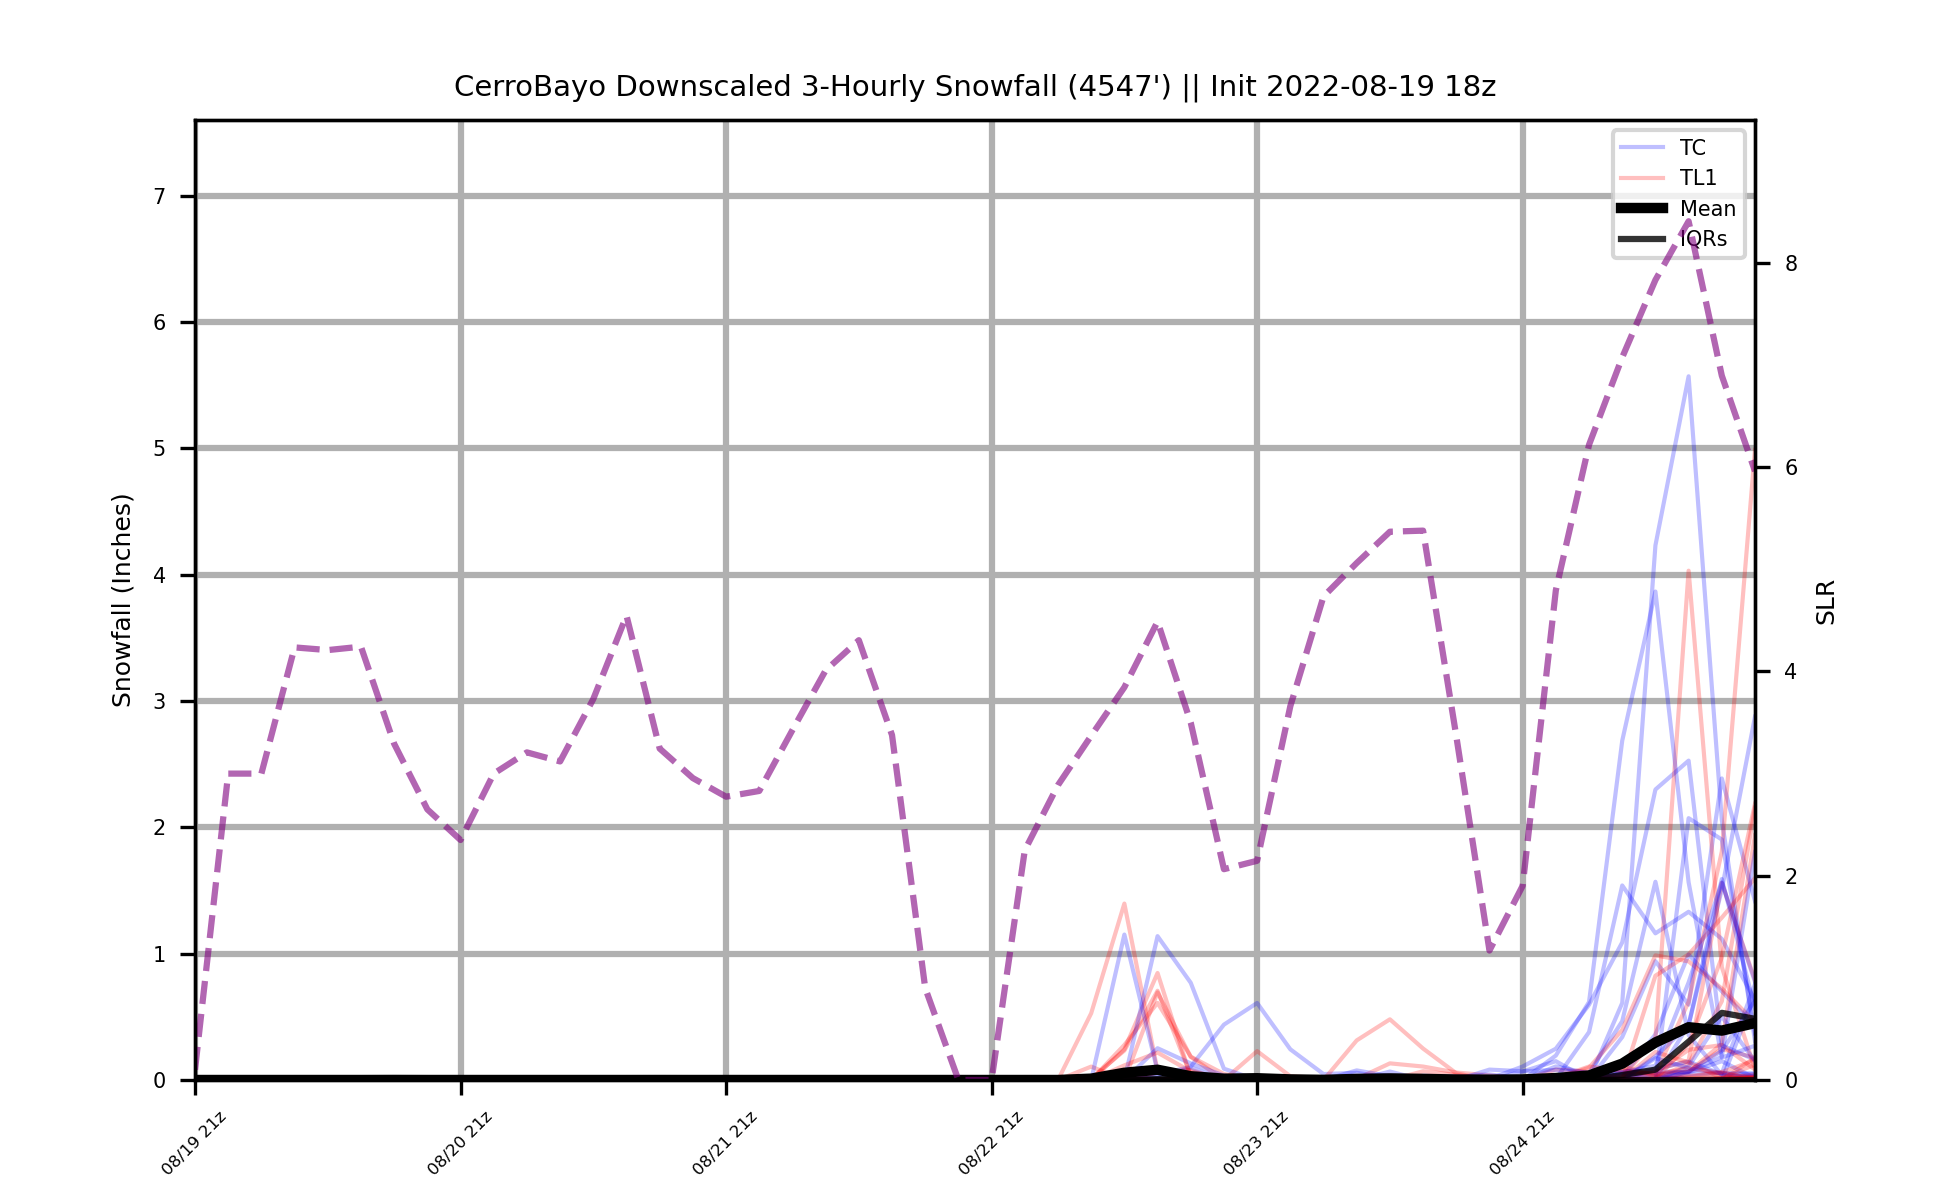 CerroBayo Downscaled 3-Hourly Snowfall (4547') || Init 2022-08-19 18z
TC
TL1
Mean
IQRs
7
6
5
4
3
2
1
0
Snowfall (Inches)
8
6
4
2
0
SLR
08/19 21z
08/20 21z
08/21 21z
08/22 21z
08/23 21z
08/24 21z